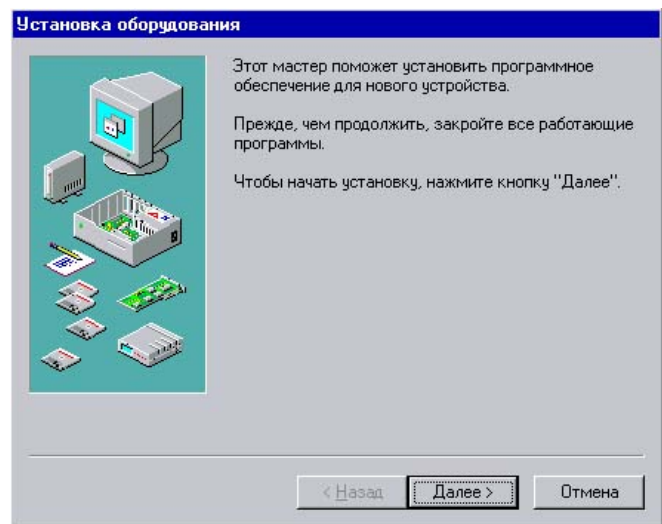 Установка оборудования
Этот мастер поможет установить программное
обеспечение для нового устройства.
Прежде, чем продолжить, закройте все работающие
программы.
Чтобы начать установку, нажмите кнопку "Далее".
< Назад
Далее >
Отмена